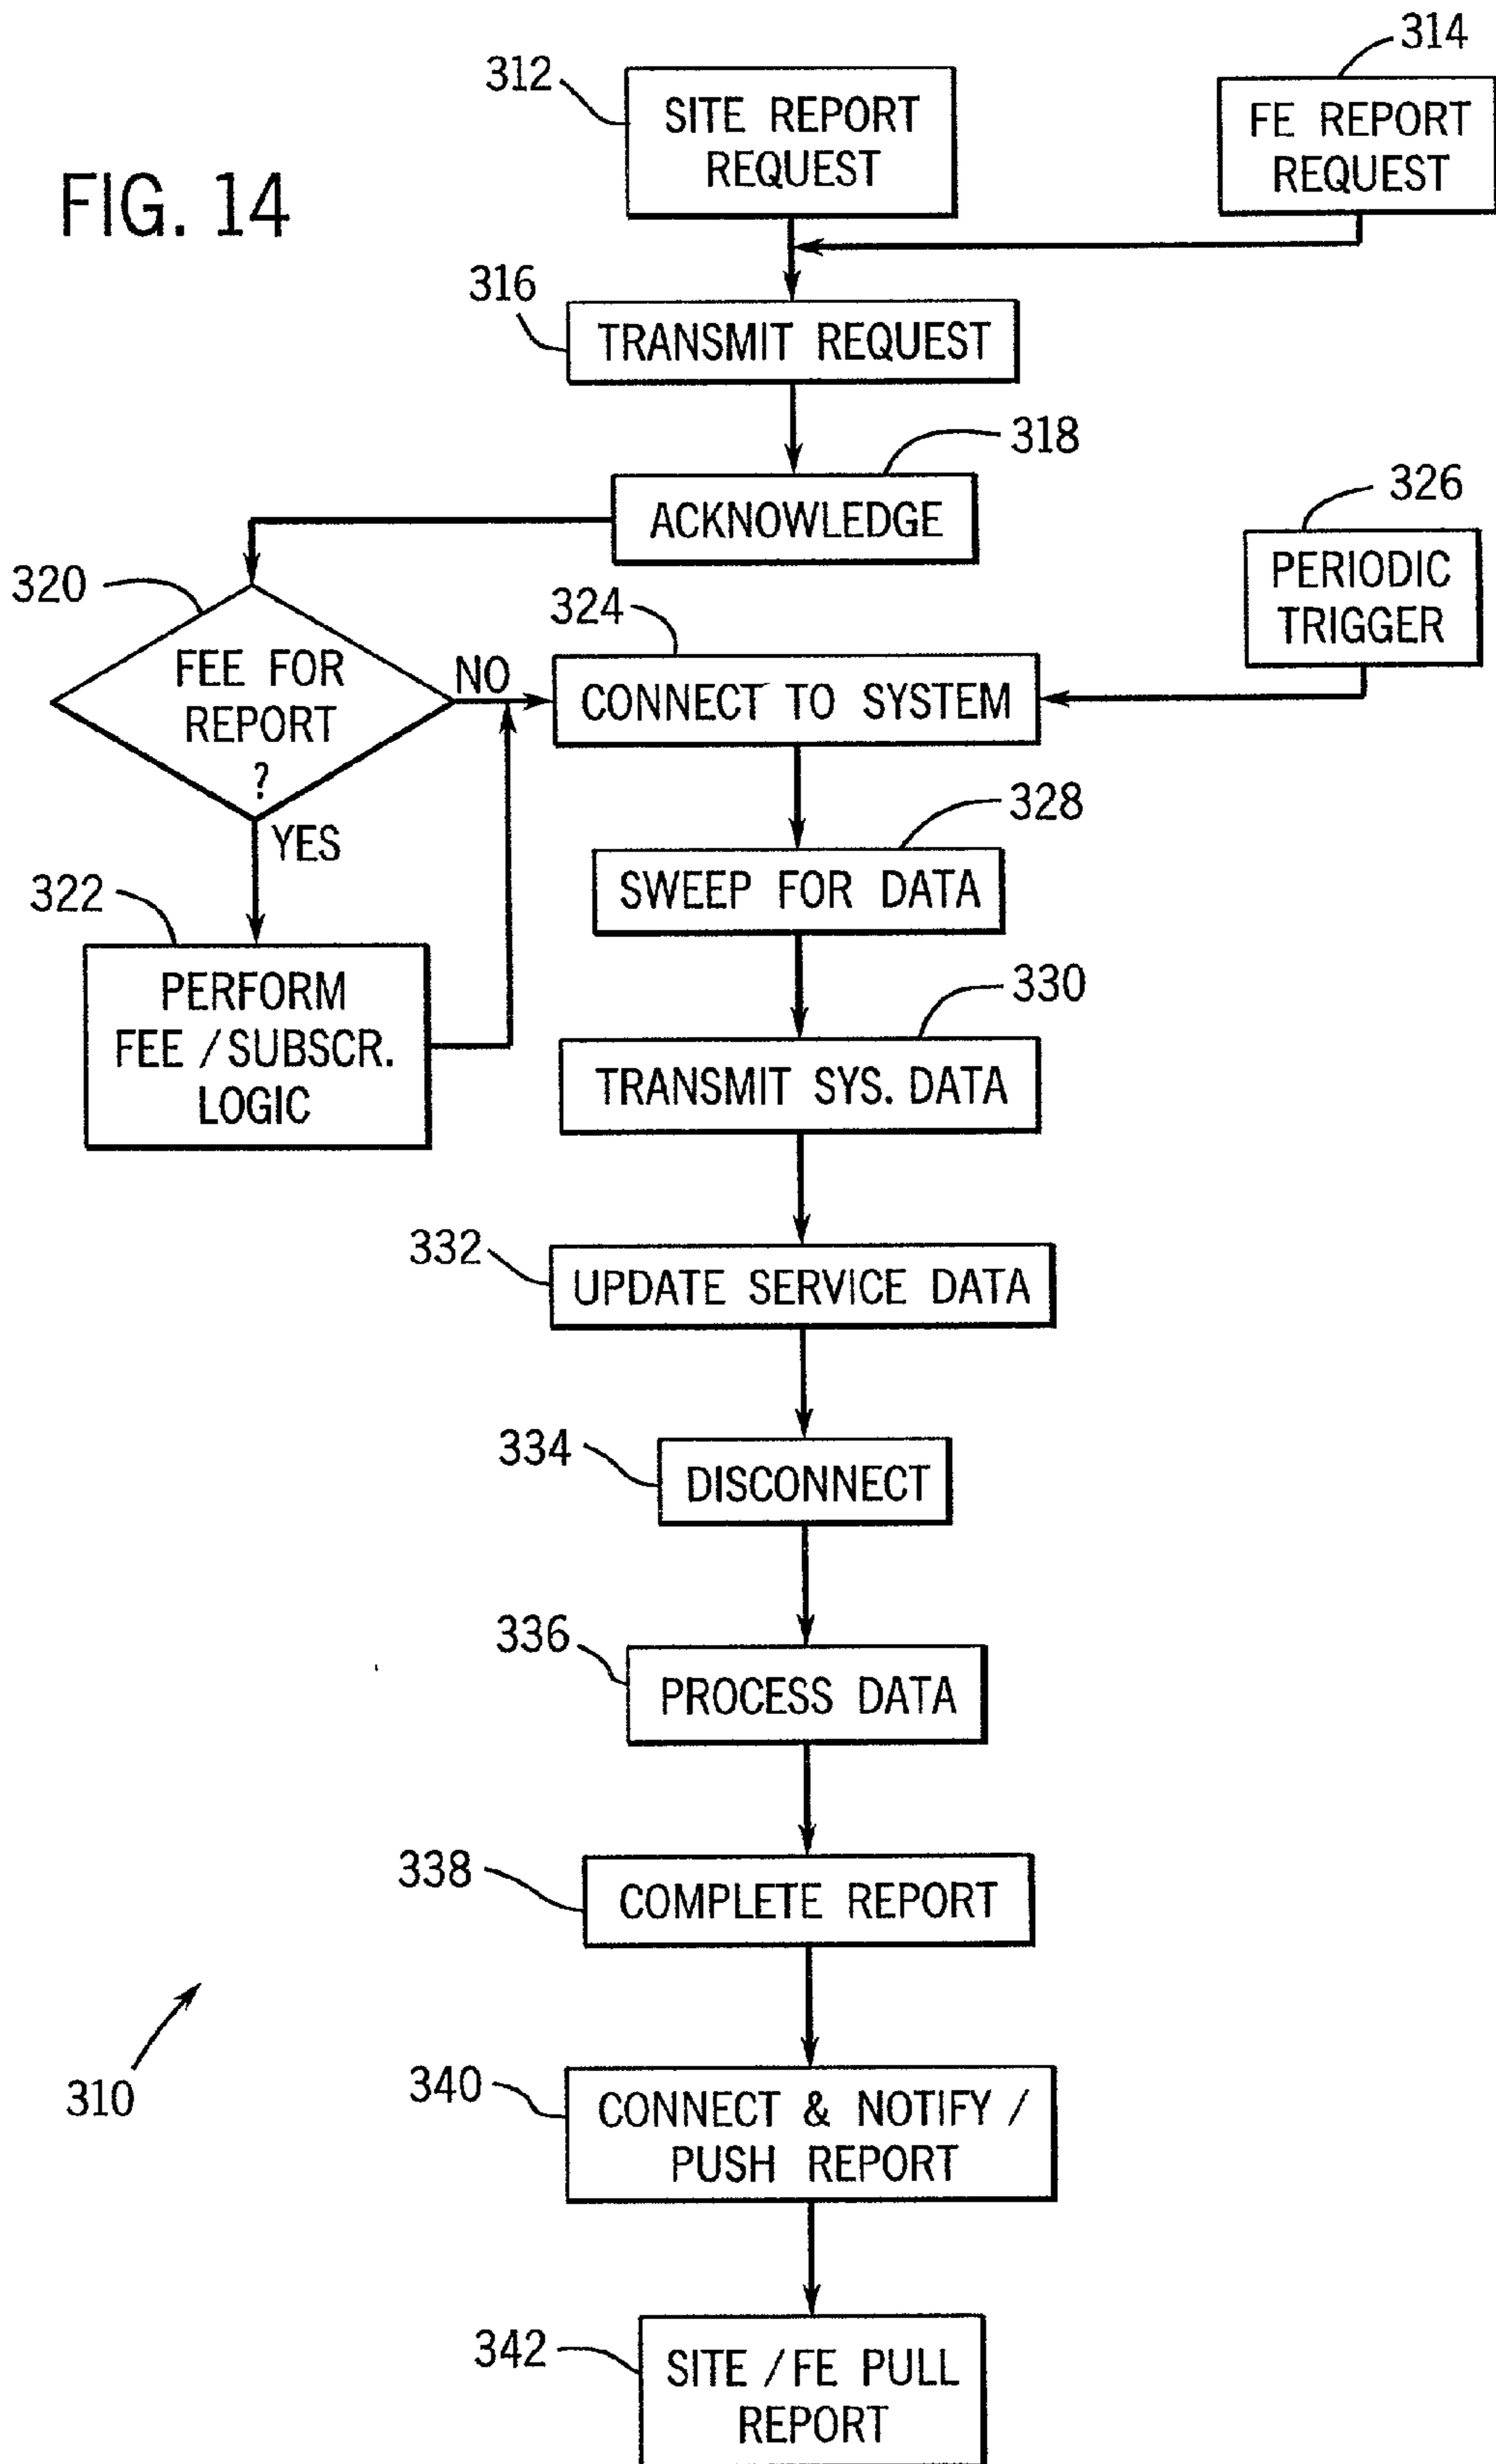 FIG. 14
312
SITE REPORT
REQUEST
314
FE REPORT
REQUEST
316
TRANSMIT REQUEST
318
ACKNOWLEDGE
320
FEE FOR
REPORT
?
NO
YES
322
PERFORM
FEE / SUBSCR.
LOGIC
324
CONNECT TO SYSTEM
326
PERIODIC
TRIGGER
328
SWEEP FOR DATA
330
TRANSMIT SYS. DATA
332
UPDATE SERVICE DATA
334
DISCONNECT
336
PROCESS DATA
338
COMPLETE REPORT
310
340
CONNECT & NOTIFY /
PUSH REPORT
342
SITE / FE PULL
REPORT